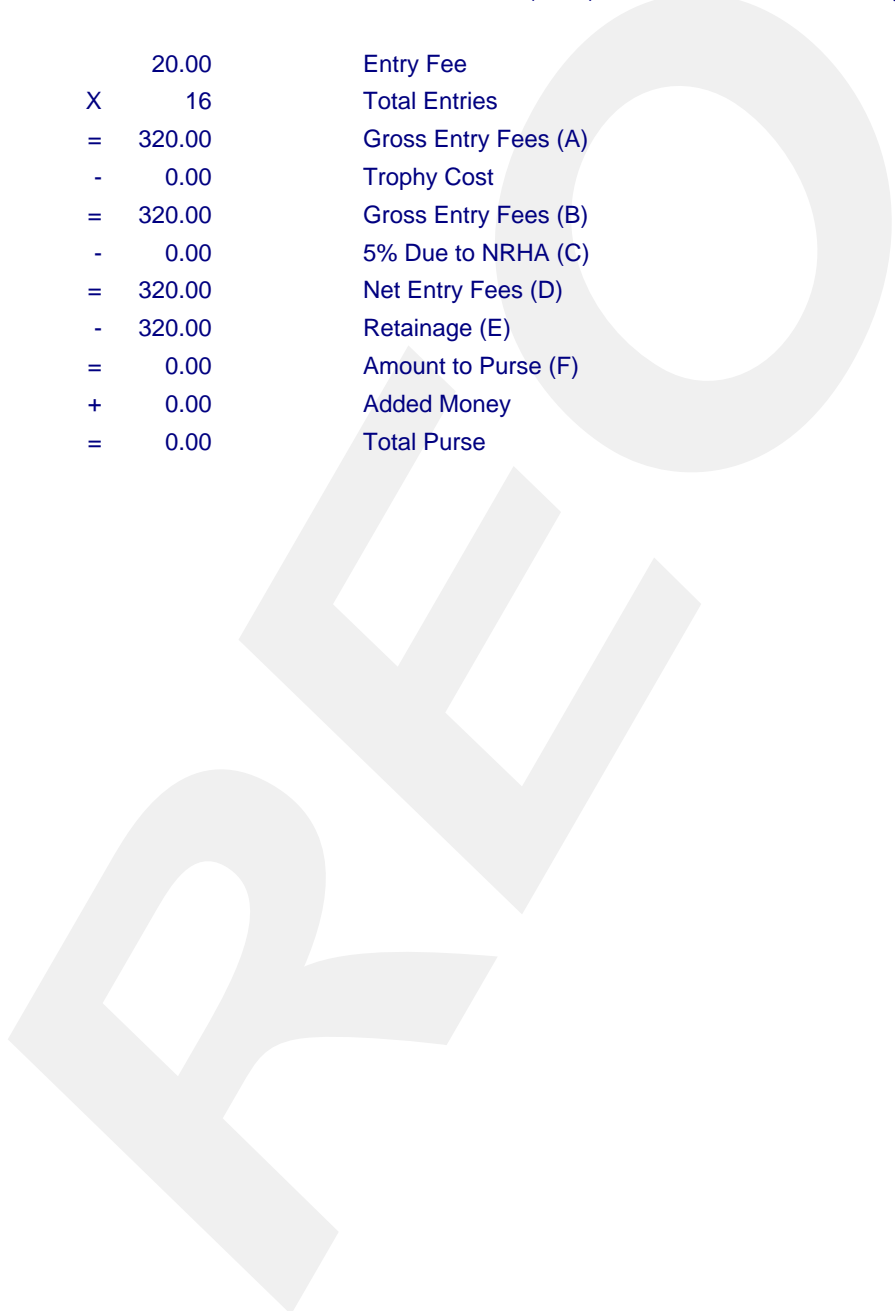 20.00 Entry Fee
X 16 Total Entries
= 320.00 Gross Entry Fees (A)
- 0.00 Trophy Cost
= 320.00 Gross Entry Fees (B)
- 0.00 5% Due to NRHA (C)
= 320.00 Net Entry Fees (D)
- 320.00 Retainage (E)
= 0.00 Amount to Purse (F)
+ 0.00 Added Money
= 0.00 Total Purse
REO